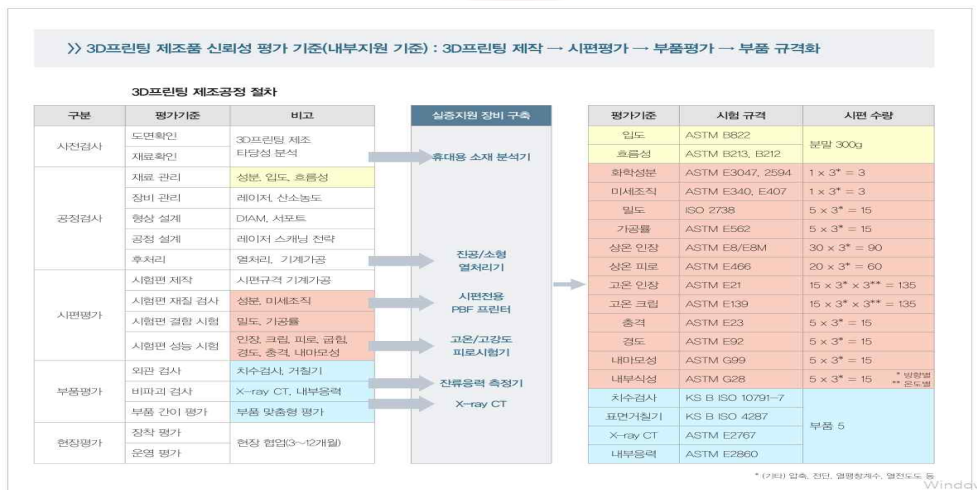 >> 3D프린팅 제조품 신뢰성 평가 기준(내부지원 기준) : 3D프린팅 제작 → 시편평가 → 부품평가 → 부품 규격화
3D프린팅 제조공정 절차
구분 평가기준 비고
사전검사 도면확인 3D프린팅 제조
재료확인 타당성 분석
공정검사 재료 관리 성분, 입도, 흐름성
장비 관리 레이저, 산소농도
형상 설계 DfAM, 서포트
공정 설계 레이저 스캐닝 전략
후처리 열처리, 기계가공
시편평가 시험편 제작 시편규격 기계가공
시험편 재질 검사 성분, 미세조직
시험편 결함 시험 밀도, 기공률
시험편 성능 시험 인장, 크립, 피로, 굽힘,
경도, 충격, 내마모성
부품평가 외관 검사 치수검사, 거칠기
비파괴 검사 X-ray CT, 내부응력
부품 간이 평가 부품 맞춤형 평가
현장평가 장착 평가 현장 협업(3~12개월)
운영 평가
실증지원 장비 구축
휴대용 소재 분석기
진공/소형
열처리기
시편전용
PBF 프린터
고온/고강도
피로시험기
잔류응력 측정기
X-ray CT
평가기준 시험 규격 시편 수량
입도 ASTM B822 분말 300g
흐름성 ASTM B213, B212
화학성분 ASTM E3047, 2594 1 x 3* = 3
미세조직 ASTM E340, E407 1 x 3* = 3
밀도 ISO 2738 5 x 3* = 15
기공률 ASTM E562 5 x 3* = 15
상온 인장 ASTM E8/E8M 30 x 3* = 90
상온 피로 ASTM E466 20 x 3* = 60
고온 인장 ASTM E21 15 x 3* x 3** = 135
고온 크립 ASTM E139 15 x 3* x 3** = 135
충격 ASTM E23 5 x 3* = 15
경도 ASTM E92 5 x 3* = 15
내마모성 ASTM G99 5 x 3* = 15
내부식성 ASTM G28 5 x 3* = 15 * 방향별
** 온도별
치수검사 KS B ISO 10791-7 부품 5
표면거칠기 KS B ISO 4287
X-ray CT ASTM E2767
내부응력 ASTM E2860
* (기타) 압축, 전단, 열팽창계수, 열전도도 등
Window